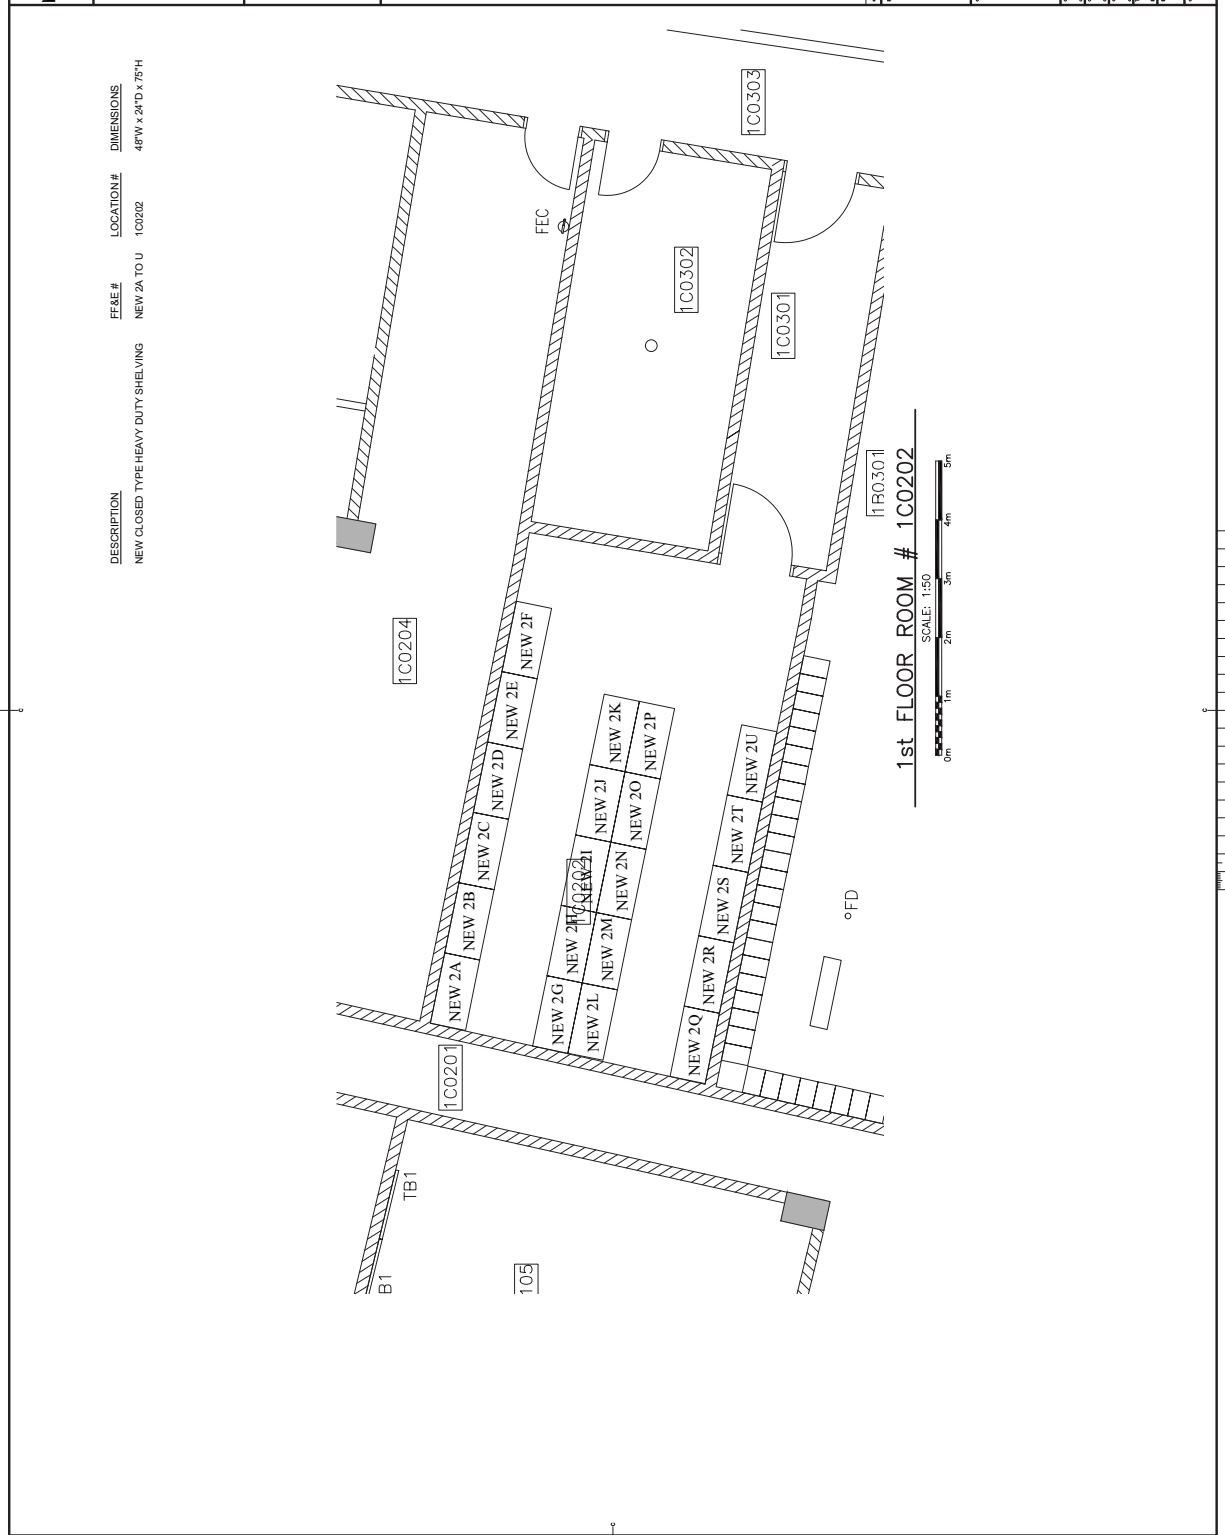 DESCRIPTION FF&E # LOCATION # DIMENSIONS
NEW CLOSED TYPE HEAVY DUTY SHELVING NEW 2A TO U 1C0202 48"W x 24"D x 75"H
1C0303
FEC
1C0302
1C0301
1B0301
1C0204
NEW 2A
NEW 2B
NEW 2C
NEW 2D
NEW 2E
NEW 2F
NEW 2G
NEW 2H
NEW 2I
NEW 2J
NEW 2K
1C0202
NEW 2L
NEW 2M
NEW 2N
NEW 2O
NEW 2P
NEW 2Q
NEW 2R
NEW 2S
NEW 2T
NEW 2U
FD
1C0201
TB1
B1
105
1st FLOOR ROOM # 1C0202
SCALE: 1:50
0m 1m 2m 3m 4m 5m